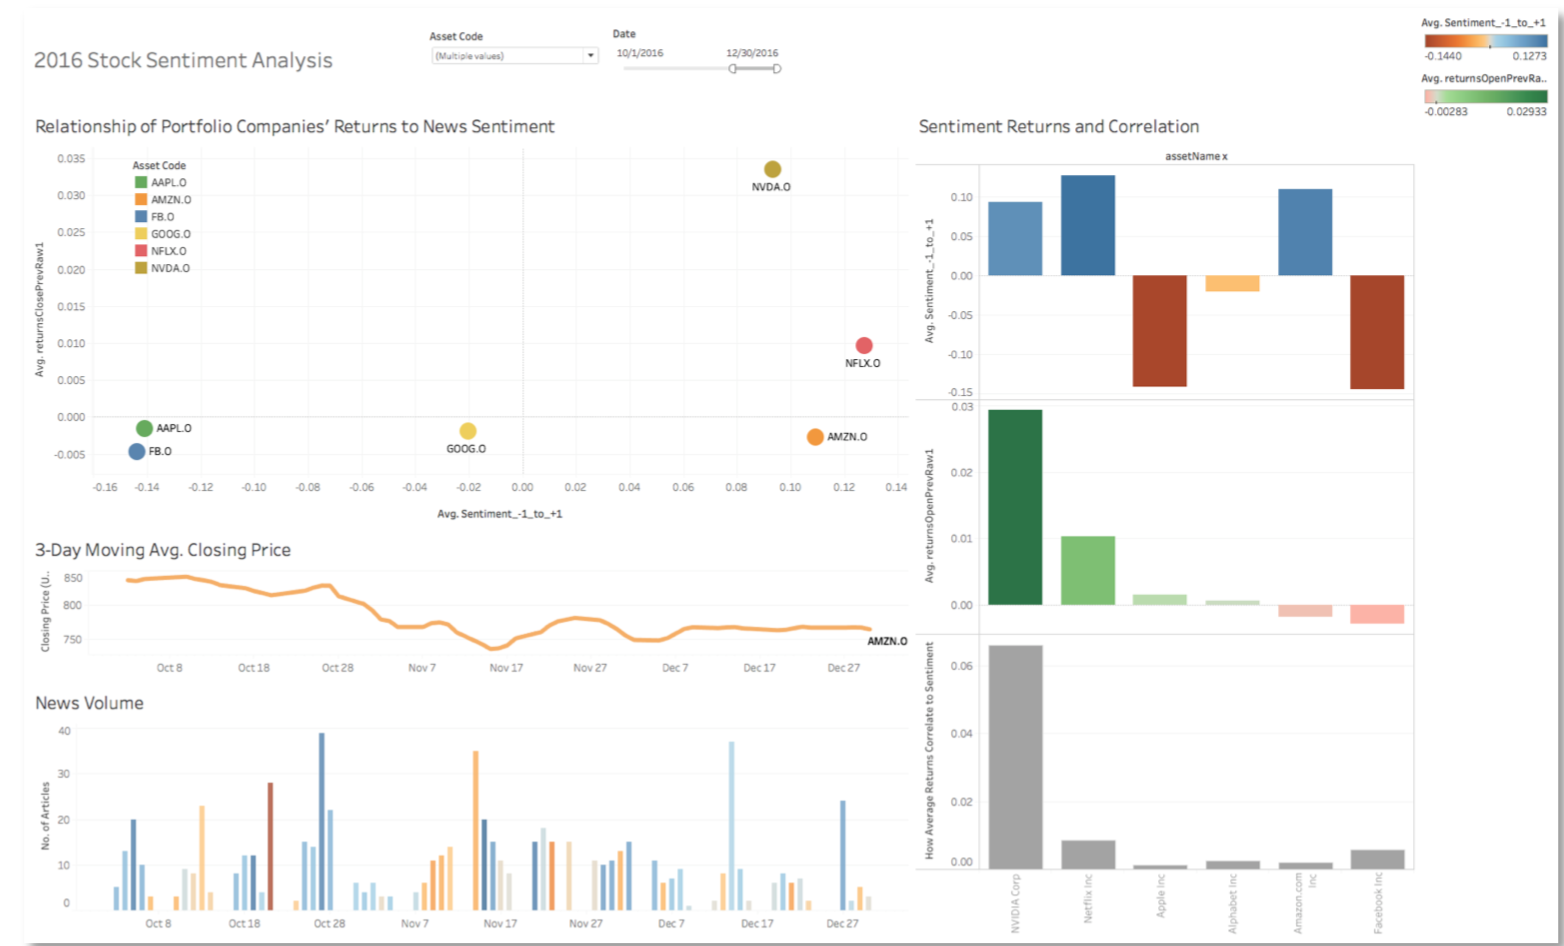 2016 Stock Sentiment Analysis
Asset Code
(Multiple values)
Date
10/1/2016 12/30/2016
Avg. Sentiment_-1_to_+1
-0.1440 0.1273
Avg. returnsOpenPrevRa..
-0.00283 0.02933
Relationship of Portfolio Companies' Returns to News Sentiment
Avg. returnsClosePrevRaw1
0.035
0.030
0.025
0.020
0.015
0.010
0.005
0.000
-0.005
Asset Code
AAPL.O
AMZN.O
FB.O
GOOG.O
NFLX.O
NVDA.O
NVDA.O
NFLX.O
AAPL.O
FB.O
GOOG.O
AMZN.O
-0.16 -0.14 -0.12 -0.10 -0.08 -0.06 -0.04 -0.02 0.00 0.02 0.04 0.06 0.08 0.10 0.12 0.14
Avg. Sentiment_-1_to_+1
3-Day Moving Avg. Closing Price
Closing Price (U..
850
800
750
AMZN.O
Oct 8 Oct 18 Oct 28 Nov 7 Nov 17 Nov 27 Dec 7 Dec 17 Dec 27
News Volume
No. of Articles
40
30
20
10
0
Oct 8 Oct 18 Oct 28 Nov 7 Nov 17 Nov 27 Dec 7 Dec 17 Dec 27
Sentiment Returns and Correlation
assetName x
Avg. Sentiment_-1_to_+1
0.10
0.05
0.00
-0.05
-0.10
-0.15
Avg. returnsOpenPrevRaw1
0.03
0.02
0.01
0.00
How Average Returns Correlate to Sentiment
0.06
0.04
0.02
0.00
NVIDIA Corp
Netflix Inc
Apple Inc
Alphabet Inc
Amazon.com
Inc
Facebook Inc